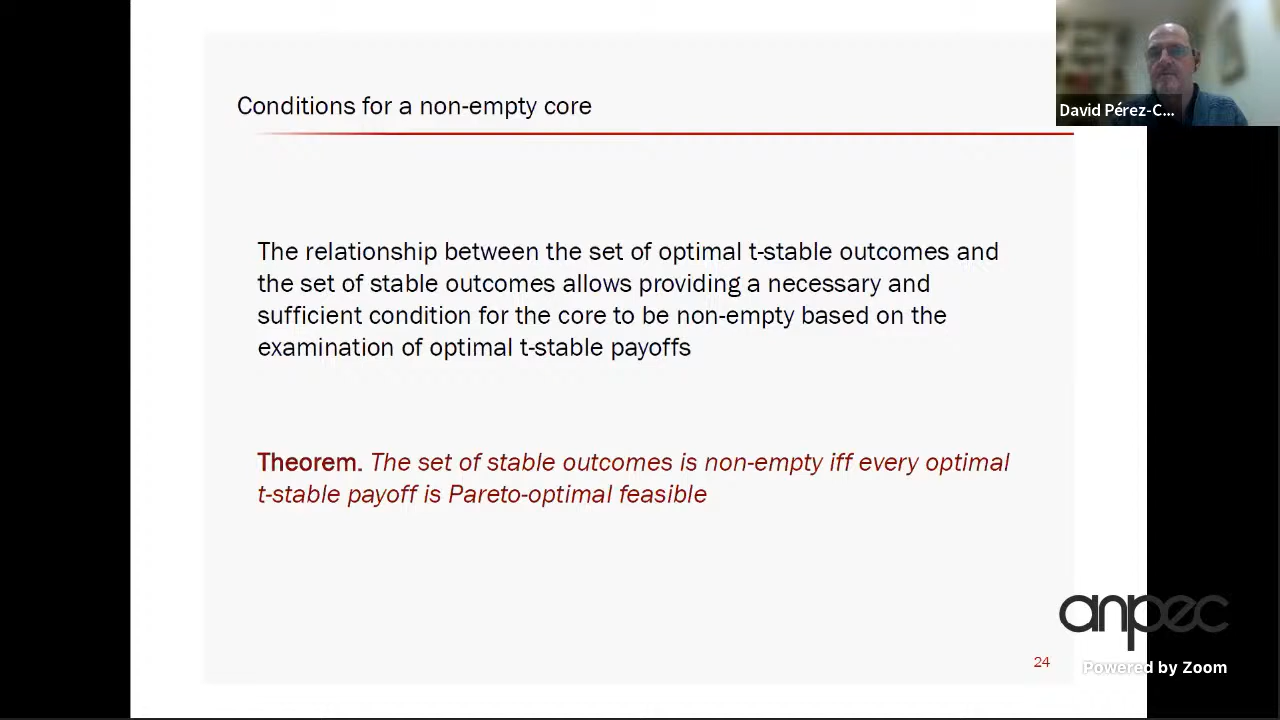 Conditions for a non-empty core
David Pérez-C...
The relationship between the set of optimal t-stable outcomes and
the set of stable outcomes allows providing a necessary and
sufficient condition for the core to be non-empty based on the
examination of optimal t-stable payoffs
Theorem. The set of stable outcomes is non-empty iff every optimal
t-stable payoff is Pareto-optimal feasible
anpec
24
Powered by Zoom